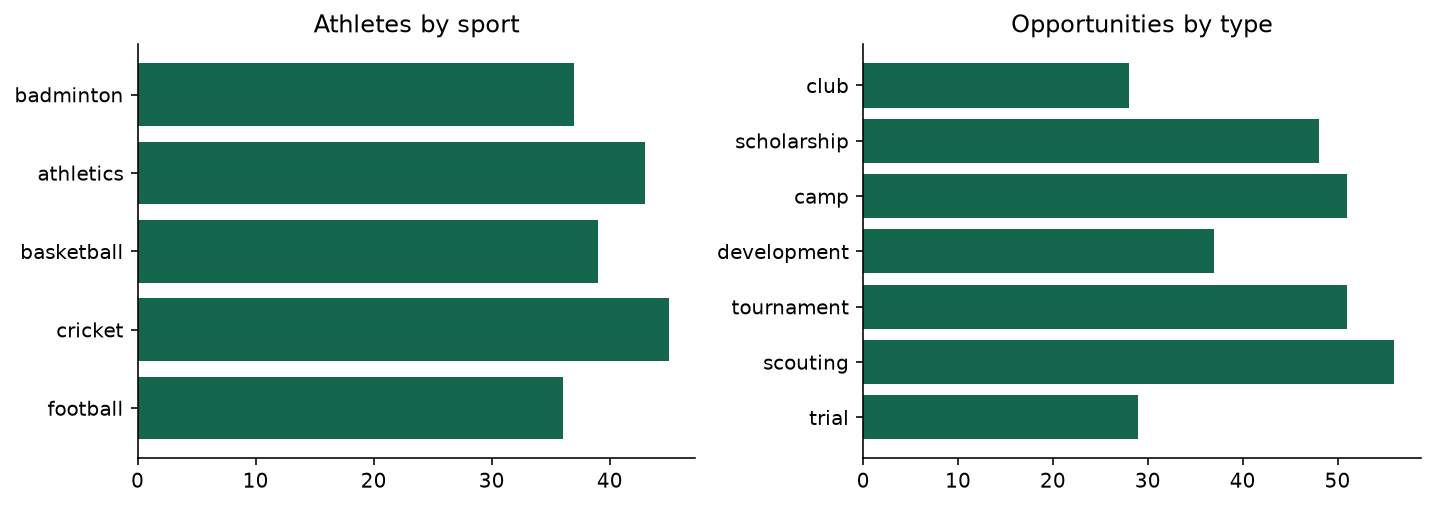 Athletes by sport
badminton
athletics
basketball
cricket
football
0 10 20 30 40
Opportunities by type
club
scholarship
camp
development
tournament
scouting
trial
0 10 20 30 40 50